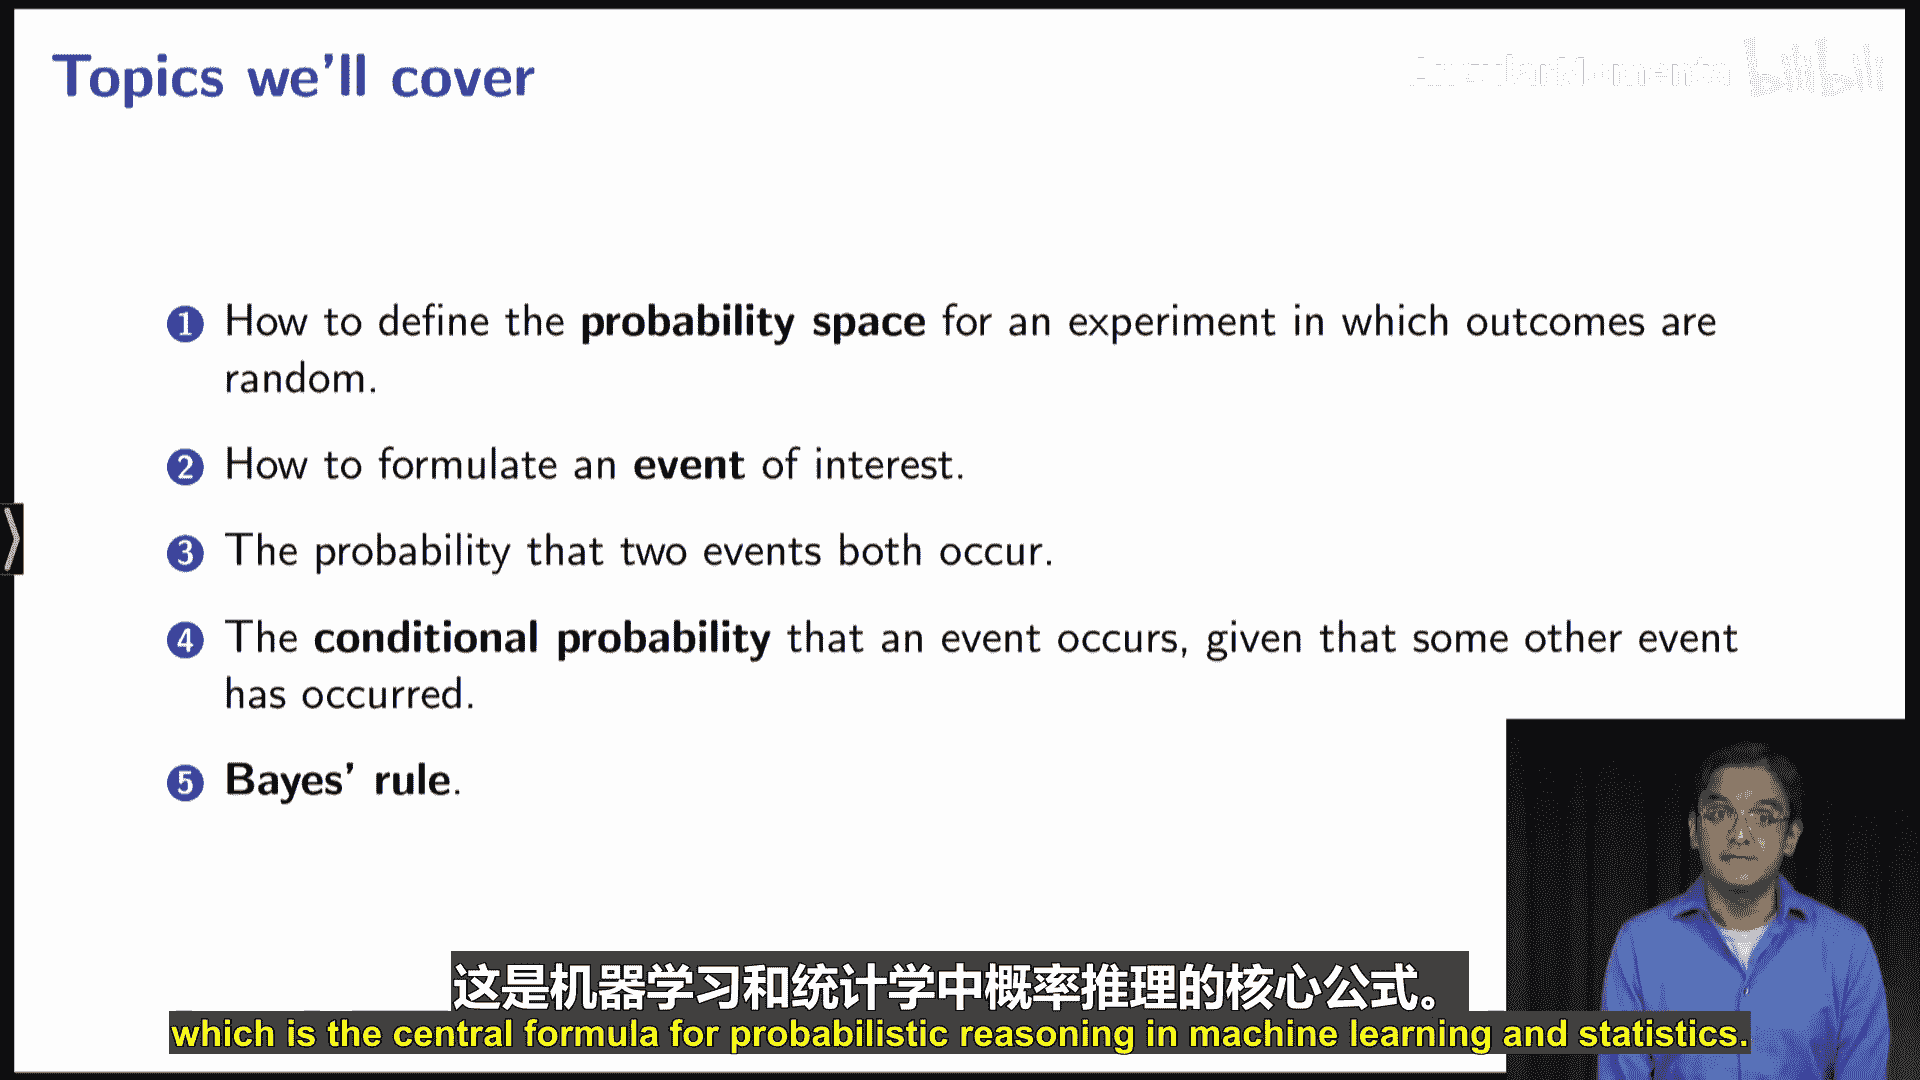 Topics we'll cover
bilibili
1 How to define the probability space for an experiment in which outcomes are
random.
2 How to formulate an event of interest.
3 The probability that two events both occur.
4 The conditional probability that an event occurs, given that some other event
has occurred.
5 Bayes' rule.
这是机器学习和统计学中概率推理的核心公式。
which is the central formula for probabilistic reasoning in machine learning and statistics.